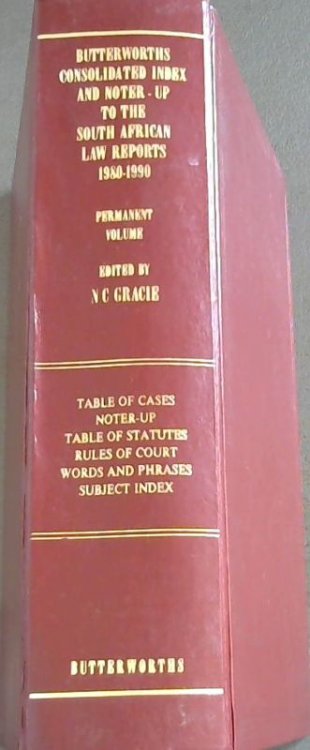 BUTTERWORTHS
CONSOLIDATED INDEX
AND NOTER-UP
TO THE
SOUTH AFRICAN
LAW REPORTS
1980-1990
PERMANENT
VOLUME
EDITED BY
N C GRACIE
TABLE OF CASES
NOTER-UP
TABLE OF STATUTES
RULES OF COURT
WORDS AND PHRASES
SUBJECT INDEX
BUTTERWORTHS